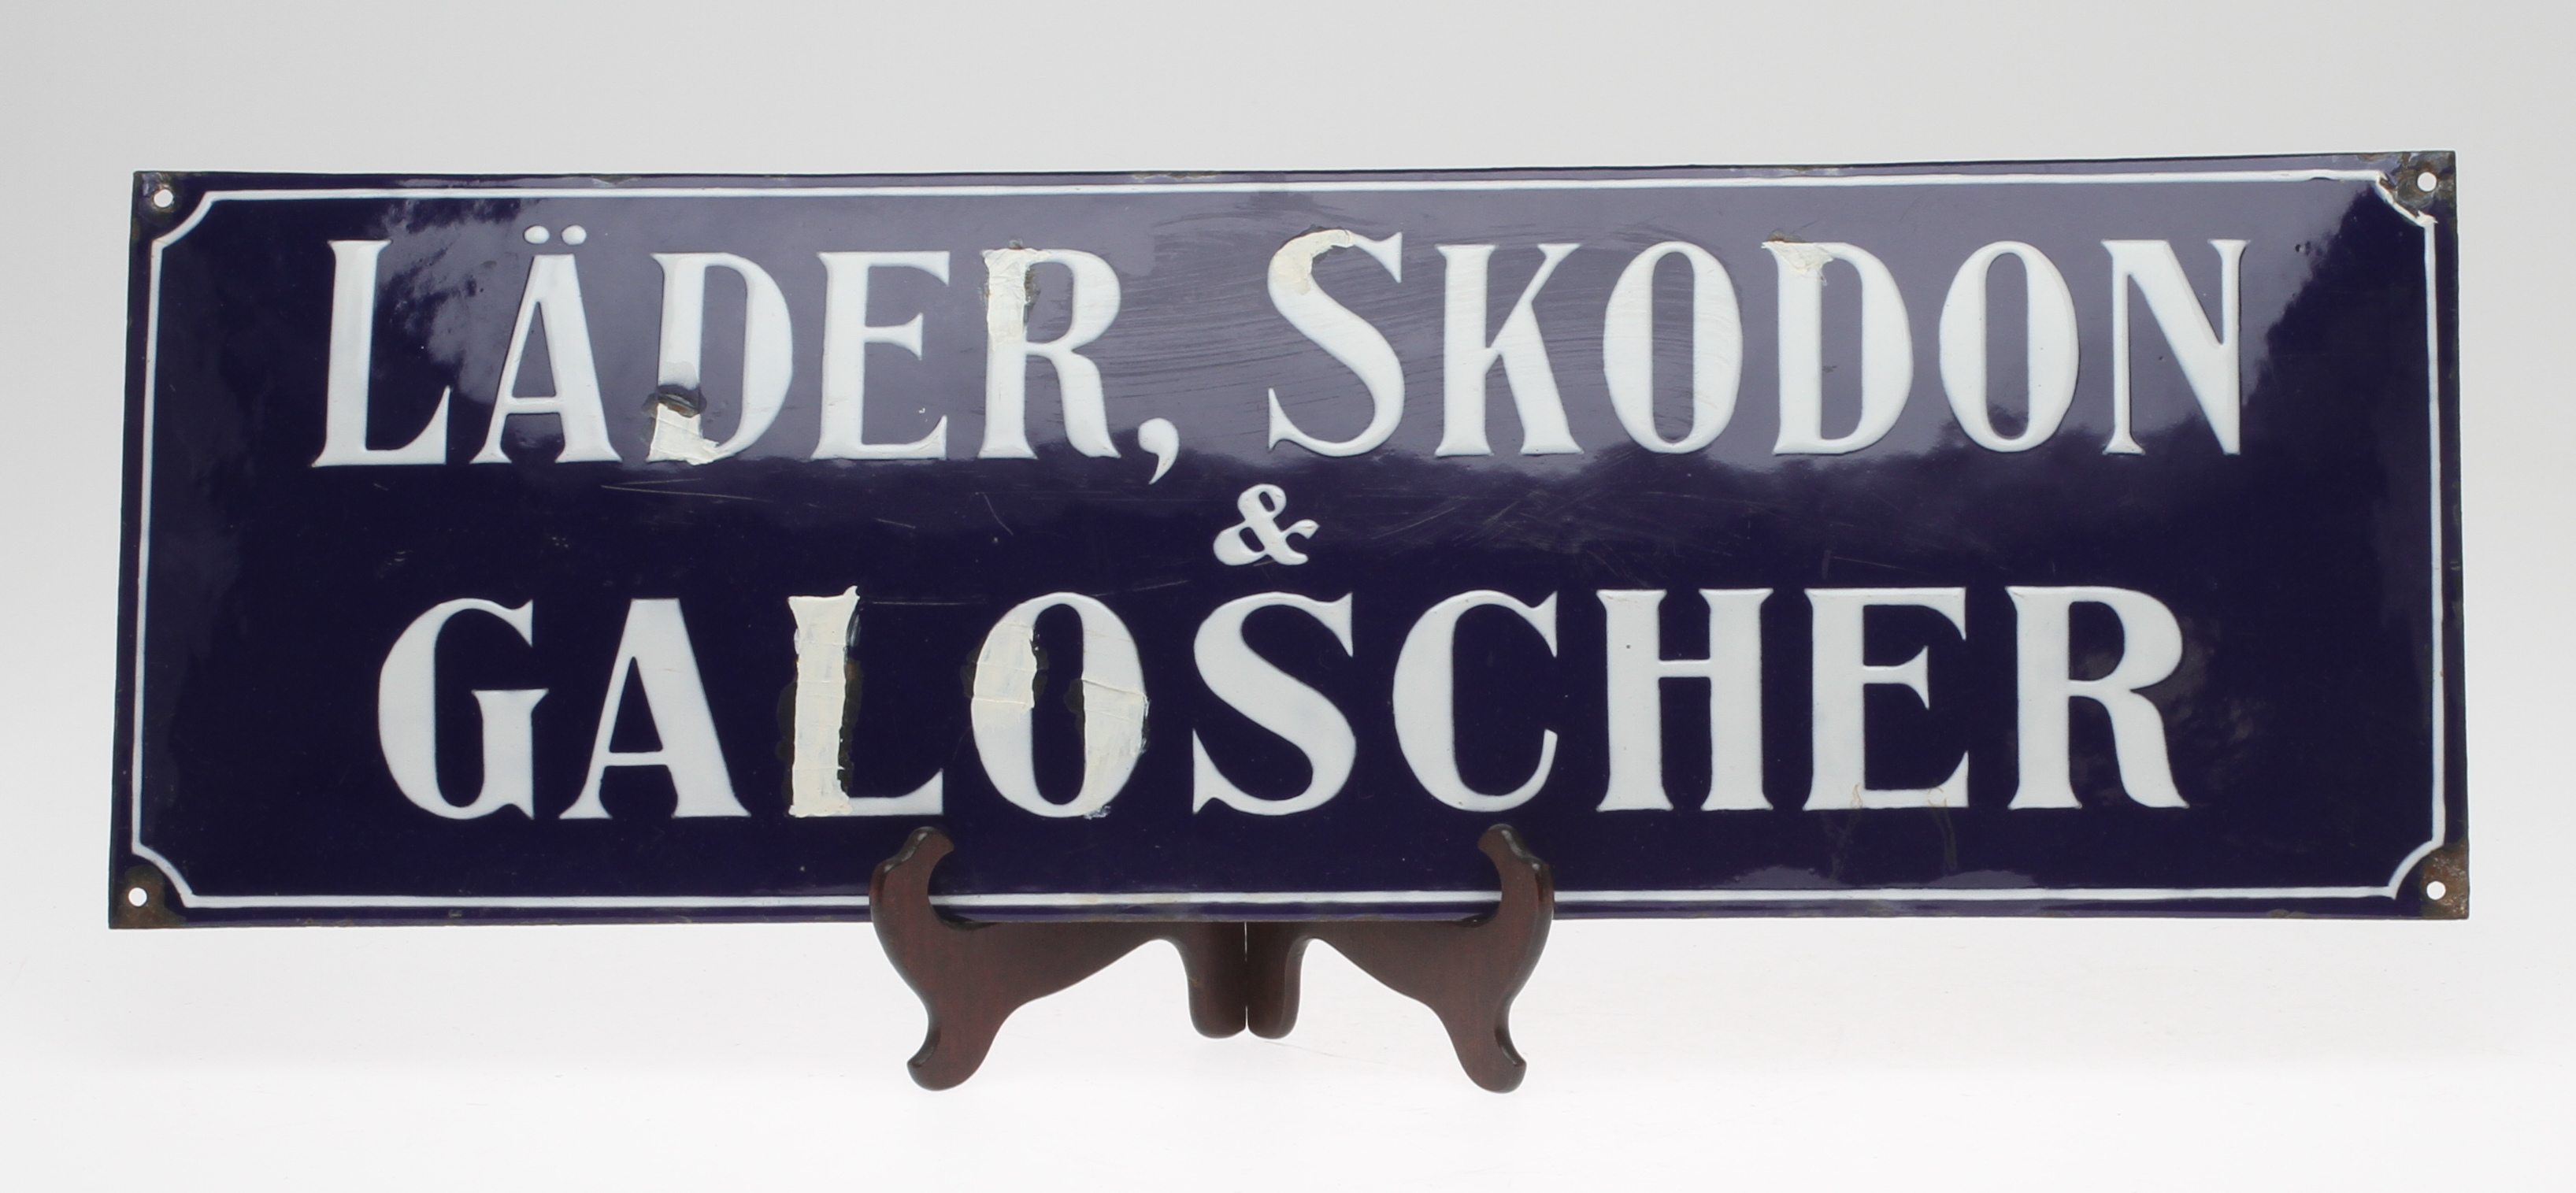 LÄDER, SKODON
&
GALOSCHER